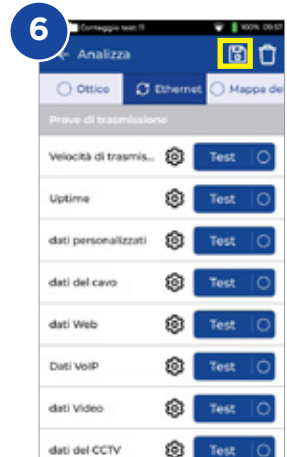 6
Conteggio test: 11 100% 09:57
← Analizza
Ottico Ethernet Mappa de
Prove di trasmissione
Velocità di trasmis... Test
Uptime Test
dati personalizzati Test
dati del cavo Test
dati Web Test
Dati VoIP Test
dati Video Test
dati del CCTV Test